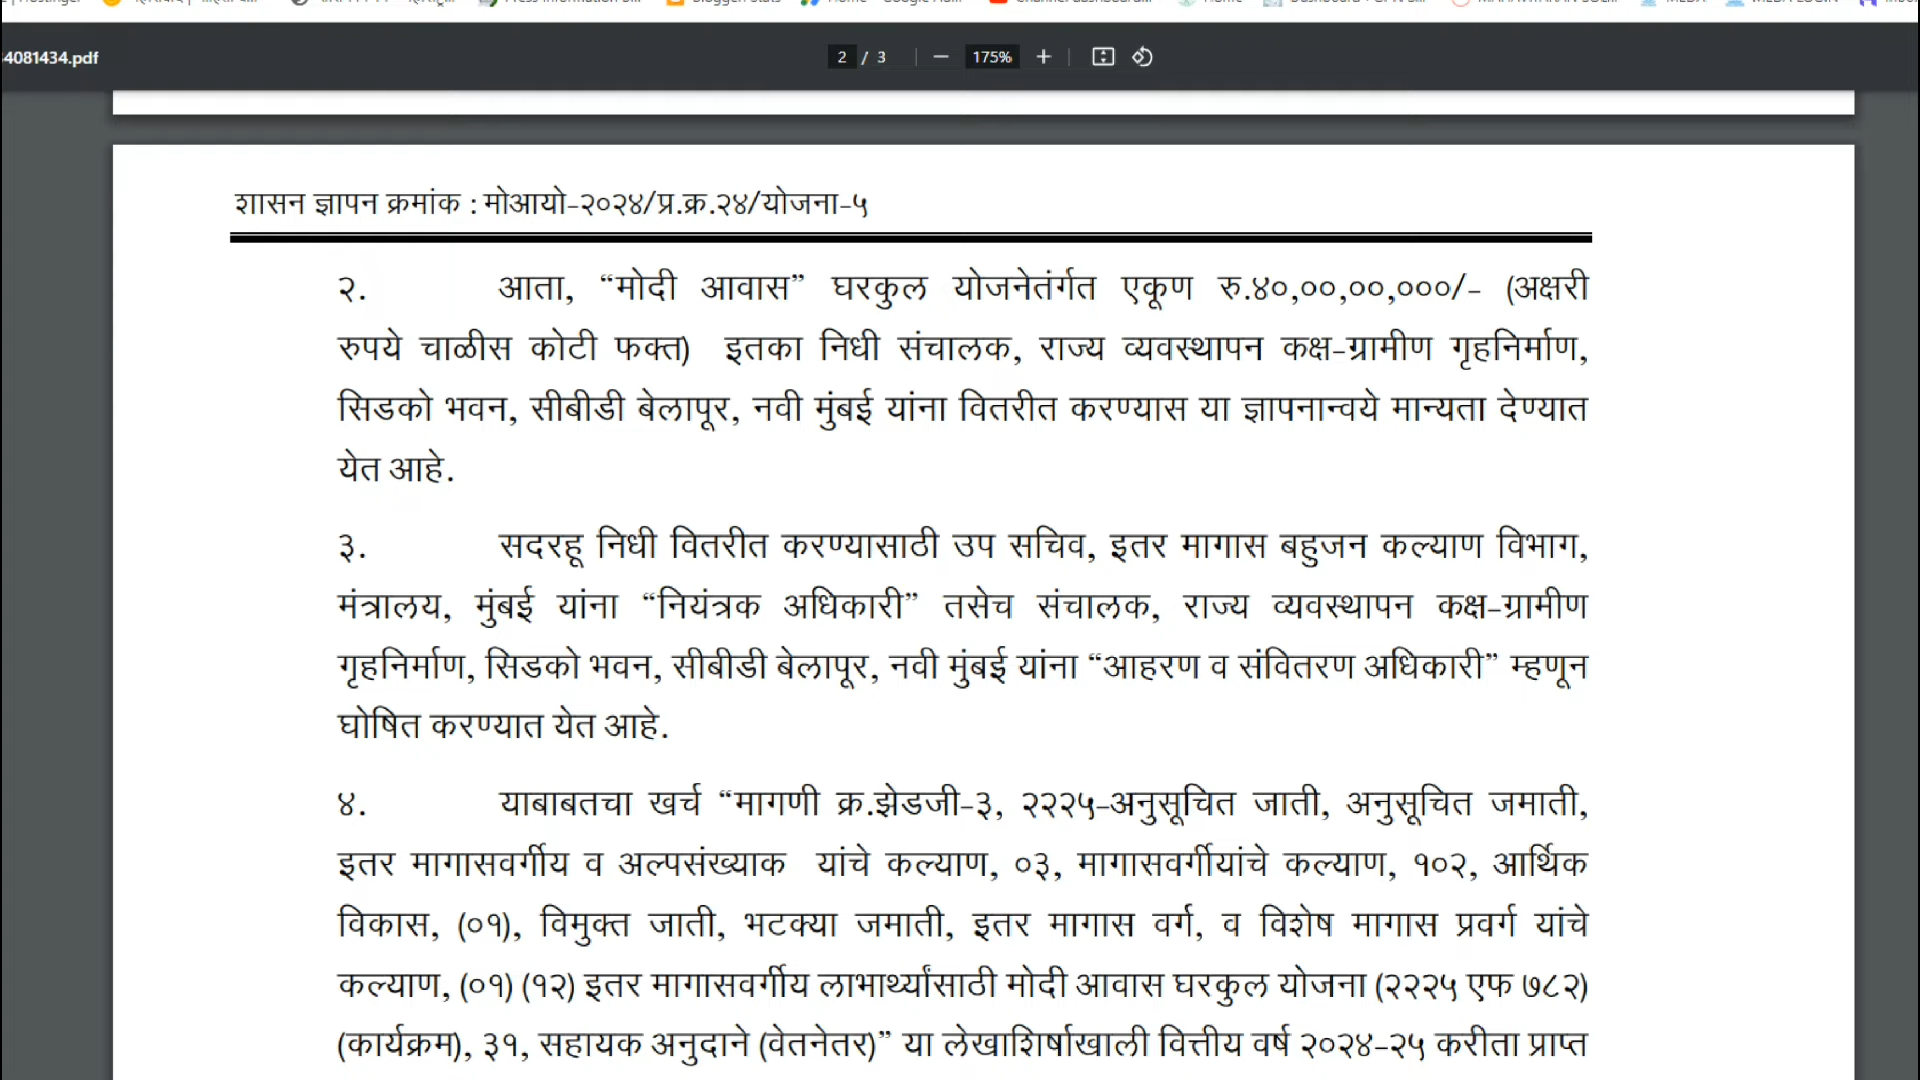 4081434.pdf
2 / 3
175%
शासन ज्ञापन क्रमांक : मोआयो-२०२४/प्र.क्र.२४/योजना-५
२. आता, “मोदी आवास” घरकुल योजनेतंर्गत एकूण रु.४०,००,००,०००/- (अक्षरी
रुपये चाळीस कोटी फक्त) इतका निधी संचालक, राज्य व्यवस्थापन कक्ष-ग्रामीण गृहनिर्माण,
सिडको भवन, सीबीडी बेलापूर, नवी मुंबई यांना वितरीत करण्यास या ज्ञापनान्वये मान्यता देण्यात
येत आहे.
३. सदरहू निधी वितरीत करण्यासाठी उप सचिव, इतर मागास बहुजन कल्याण विभाग,
मंत्रालय, मुंबई यांना “नियंत्रक अधिकारी” तसेच संचालक, राज्य व्यवस्थापन कक्ष-ग्रामीण
गृहनिर्माण, सिडको भवन, सीबीडी बेलापूर, नवी मुंबई यांना “आहरण व संवितरण अधिकारी” म्हणून
घोषित करण्यात येत आहे.
४. याबाबतचा खर्च “मागणी क्र.झेडजी-३, २२२५-अनुसूचित जाती, अनुसूचित जमाती,
इतर मागासवर्गीय व अल्पसंख्याक यांचे कल्याण, ०३, मागासवर्गीयांचे कल्याण, १०२, आर्थिक
विकास, (०१), विमुक्त जाती, भटक्या जमाती, इतर मागास वर्ग, व विशेष मागास प्रवर्ग यांचे
कल्याण, (०१) (१२) इतर मागासवर्गीय लाभार्थ्यांसाठी मोदी आवास घरकुल योजना (२२२५ एफ ७८२)
(कार्यक्रम), ३१, सहायक अनुदाने (वेतनेतर)” या लेखाशिर्षाखाली वित्तीय वर्ष २०२४-२५ करीता प्राप्त